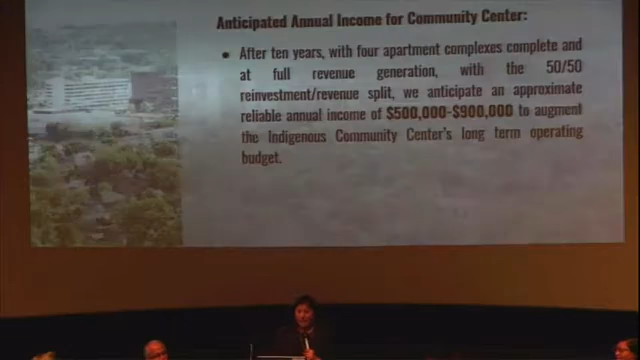 Anticipated Annual Income for Community Center:
• After ten years, with four apartment complexes complete and
at full revenue generation, with the 50/50
reinvestment/revenue split, we anticipate an approximate
reliable annual income of $500,000-$900,000 to augment
the Indigenous Community Center's long term operating
budget.